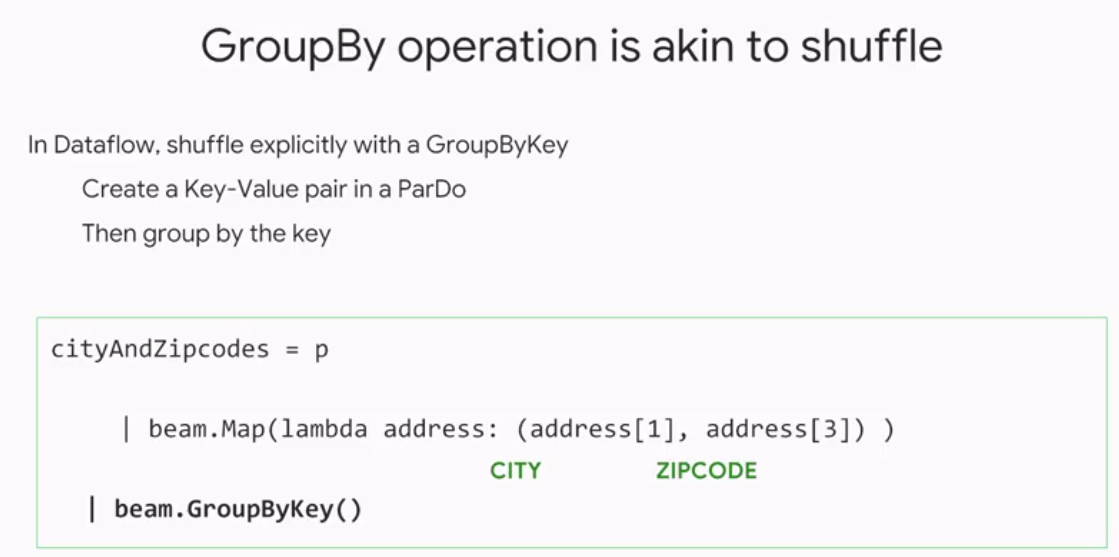 GroupBy operation is akin to shuffle
In Dataflow, shuffle explicitly with a GroupByKey
Create a Key-Value pair in a ParDo
Then group by the key
cityAndZipcodes = p
| beam.Map(lambda address: (address[1], address[3]) )
CITY ZIPCODE
| beam.GroupByKey()